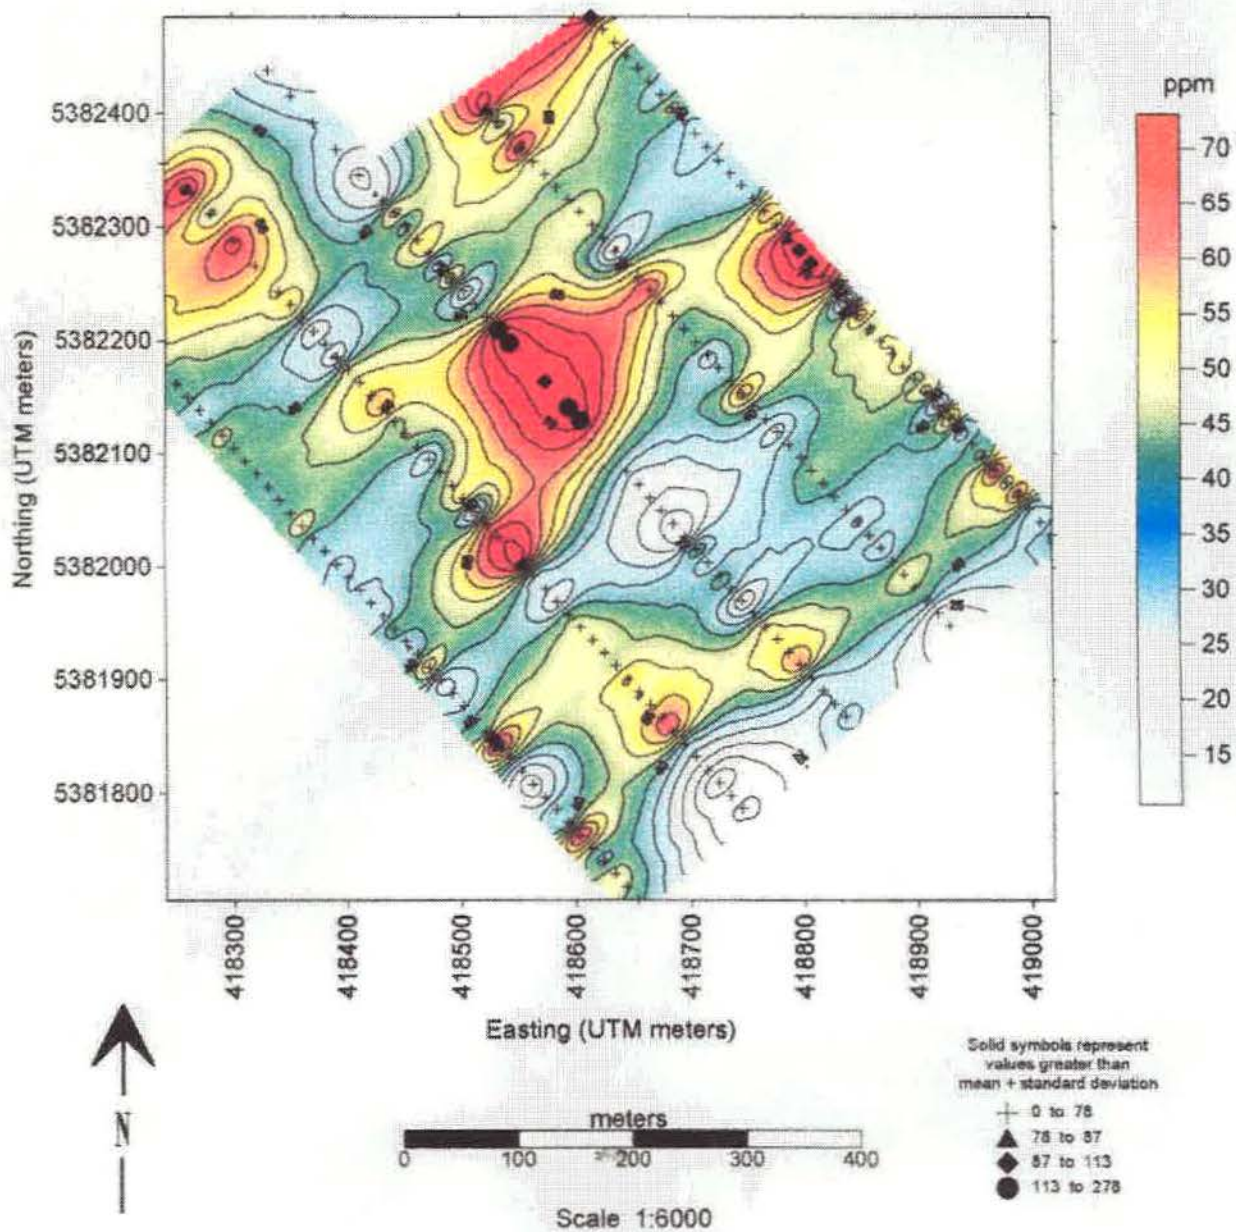 ppm
70
65
60
55
50
45
40
35
30
25
20
15
5382400
5382300
5382200
5382100
5382000
5381900
5381800
Northing (UTM meters)
25
418300
418400
418500
418600
418700
418800
418900
419000
Easting (UTM meters)
N
meters
0 100 200 300 400
Scale 1:6000
Solid symbols represent
values greater than
mean + standard deviation
0 to 78
78 to 87
87 to 113
113 to 278